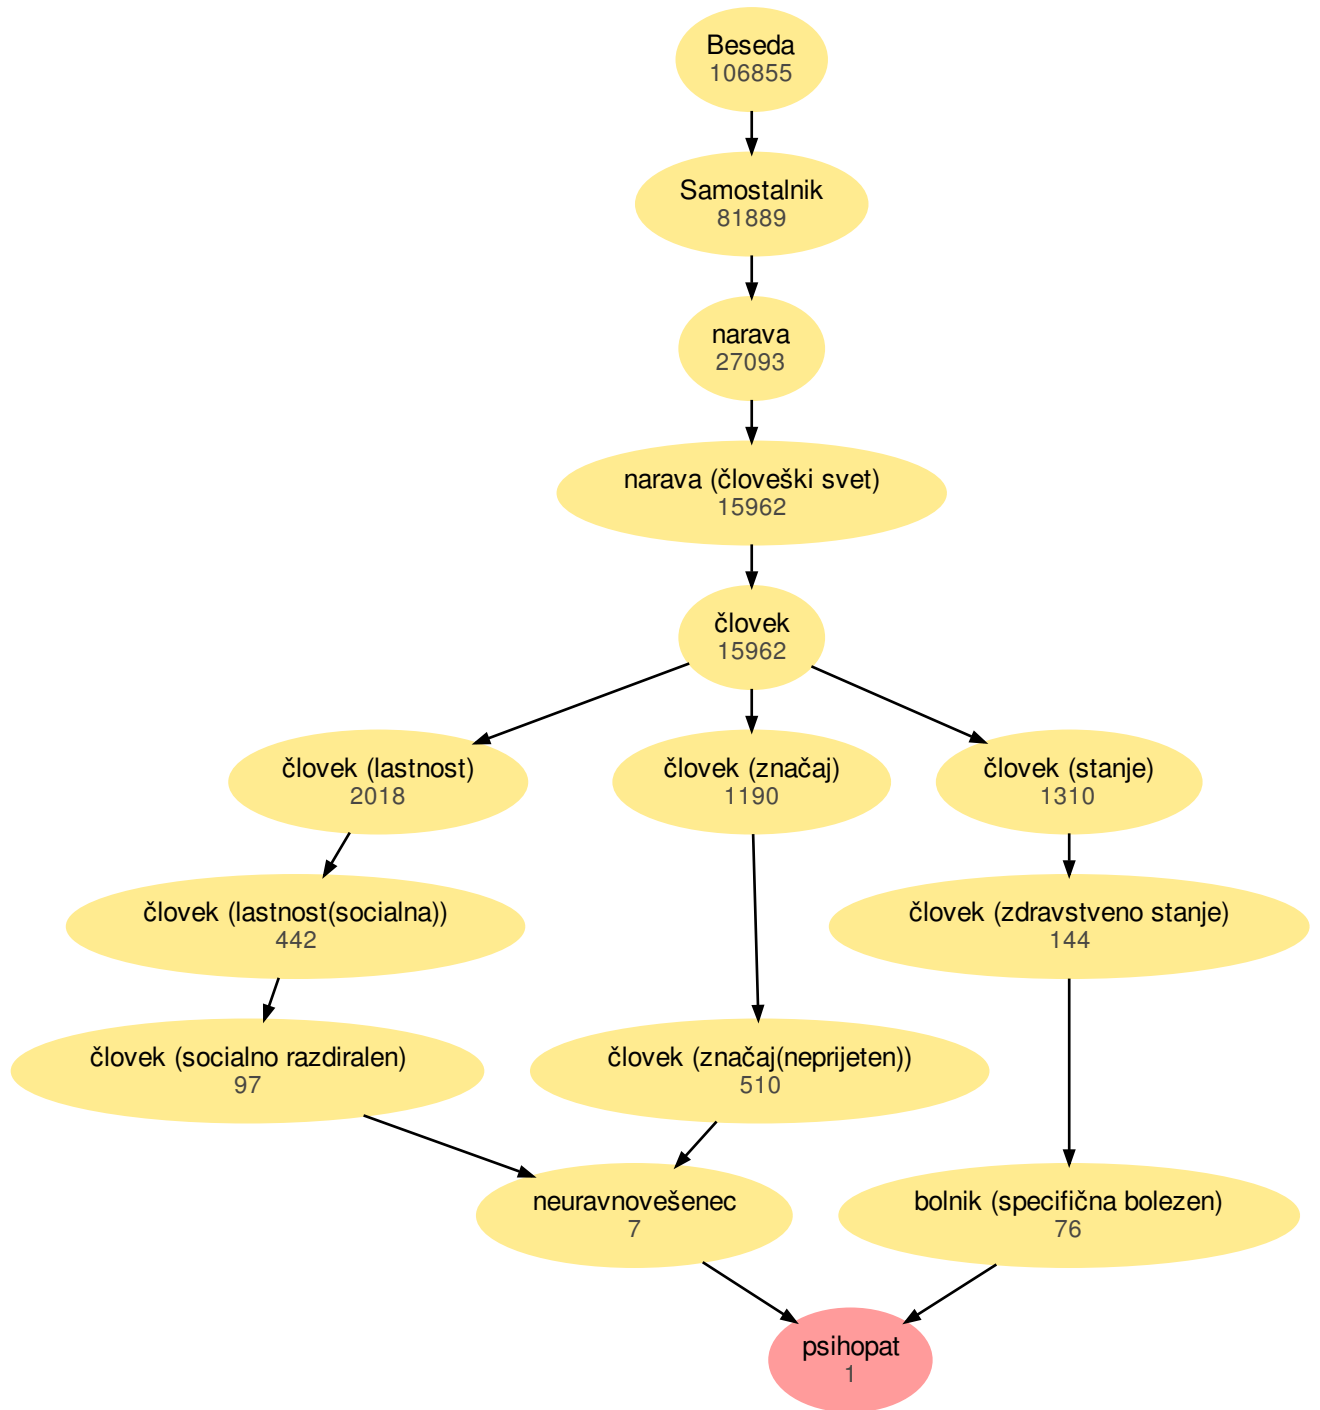 Beseda
106855
Samostalnik
81889
narava
27093
narava (človeški svet)
15962
človek
15962
človek (lastnost)
2018
človek (značaj)
1190
človek (stanje)
1310
človek (lastnost(socialna))
442
človek (zdravstveno stanje)
144
človek (socialno razdiralen)
97
človek (značaj(neprijeten))
510
neuravnovešenec
7
bolnik (specifična bolezen)
76
psihopat
1